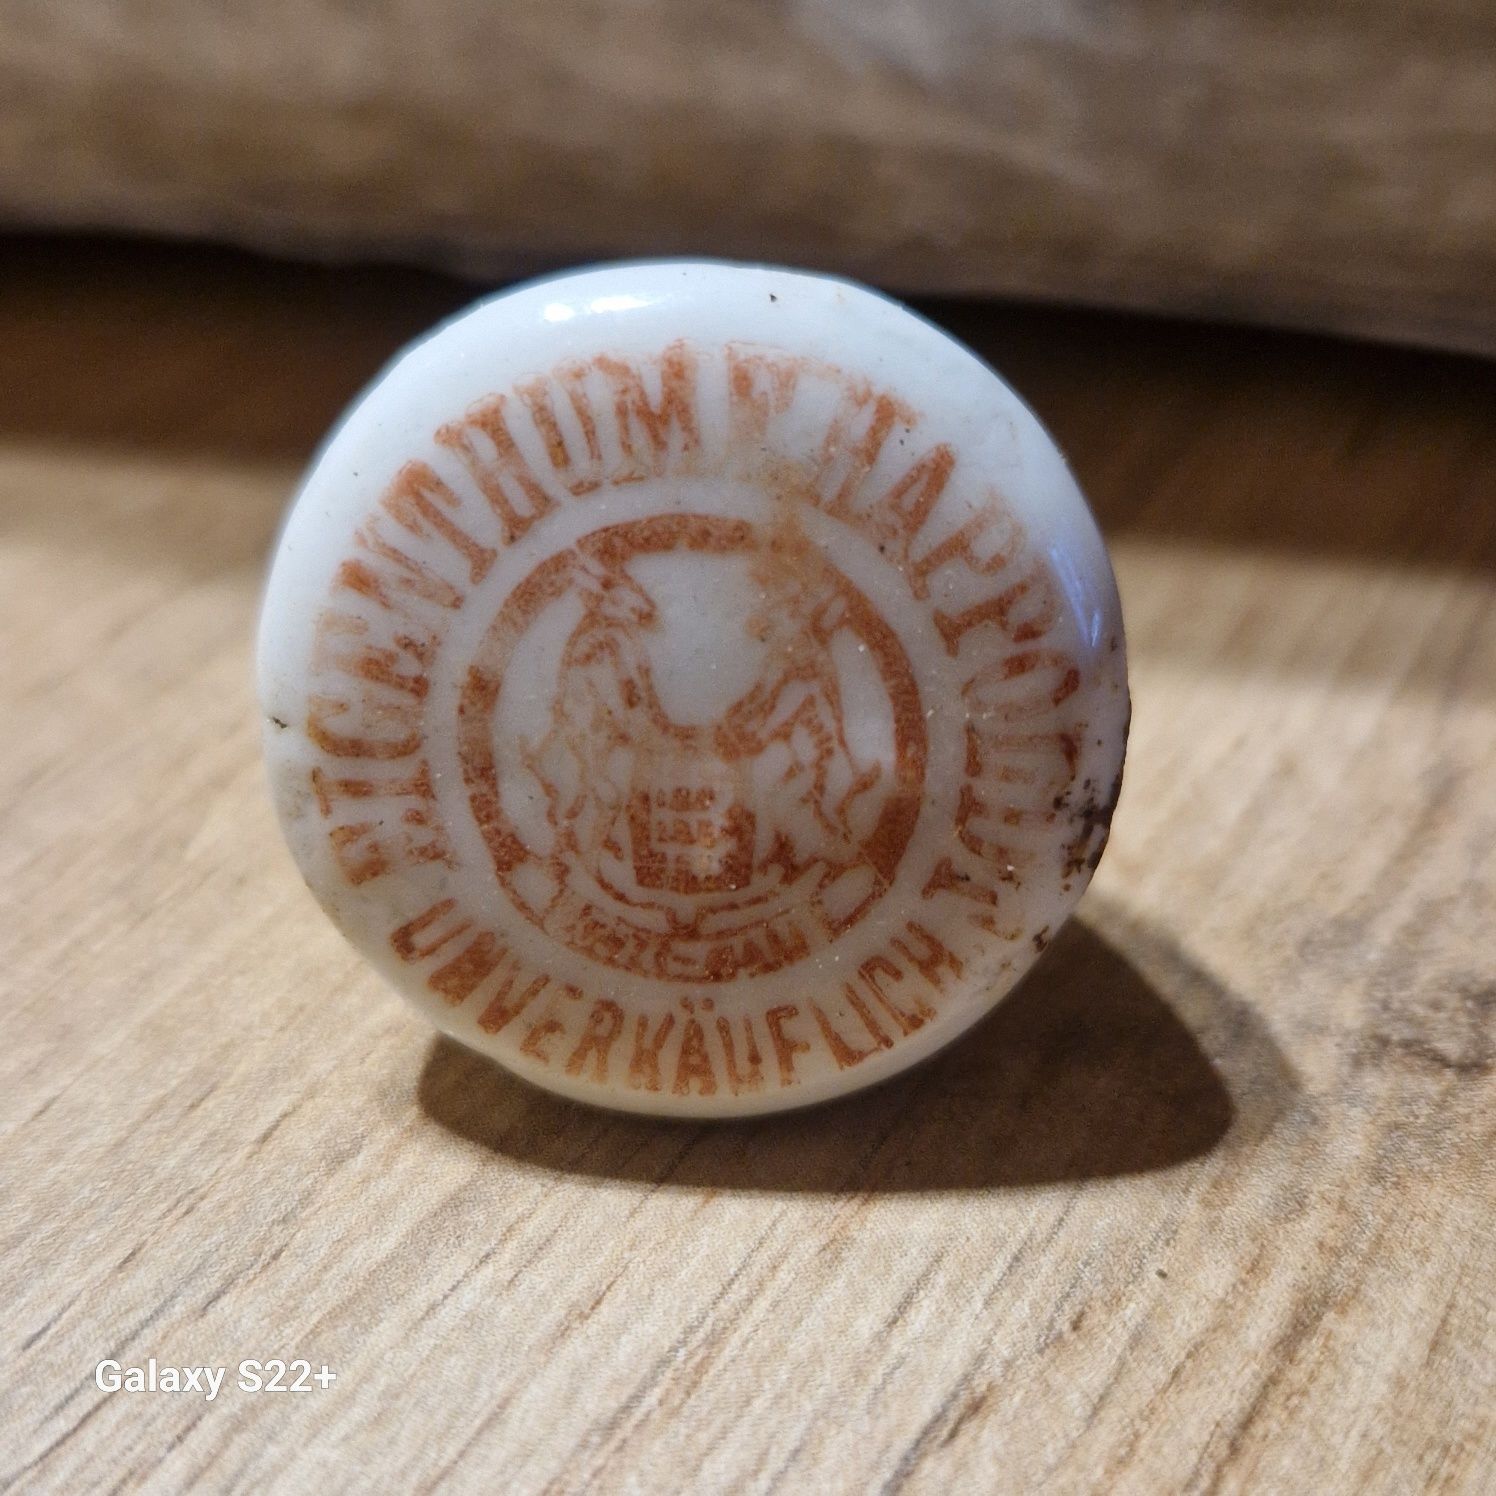 EIGENTHUM P. HAPPOLDT
UNVERKÄUFLICH
Galaxy S22+